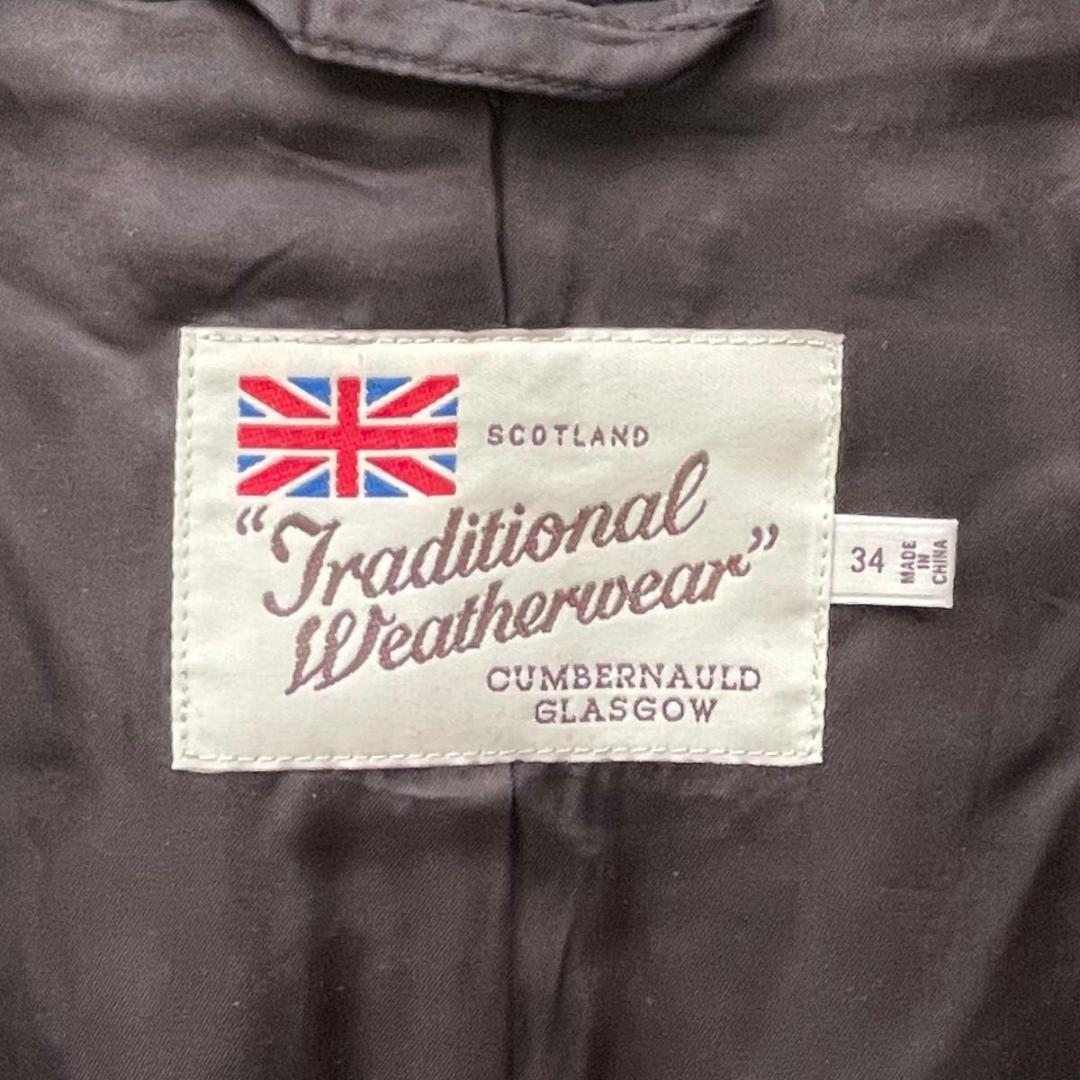 SCOTLAND
“Traditional
Weatherwear”
CUMBERNAULD
GLASGOW
34
MADE
IN
CHINA